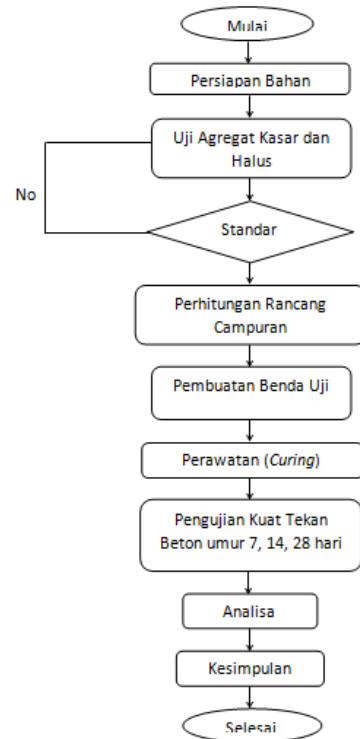 Mulai
Persiapan Bahan
Uji Agregat Kasar dan
Halus
No
Standar
Perhitungan Rancang
Campuran
Pembuatan Benda Uji
Perawatan (Curing)
Pengujian Kuat Tekan
Beton umur 7, 14, 28 hari
Analisa
Kesimpulan
Selesai